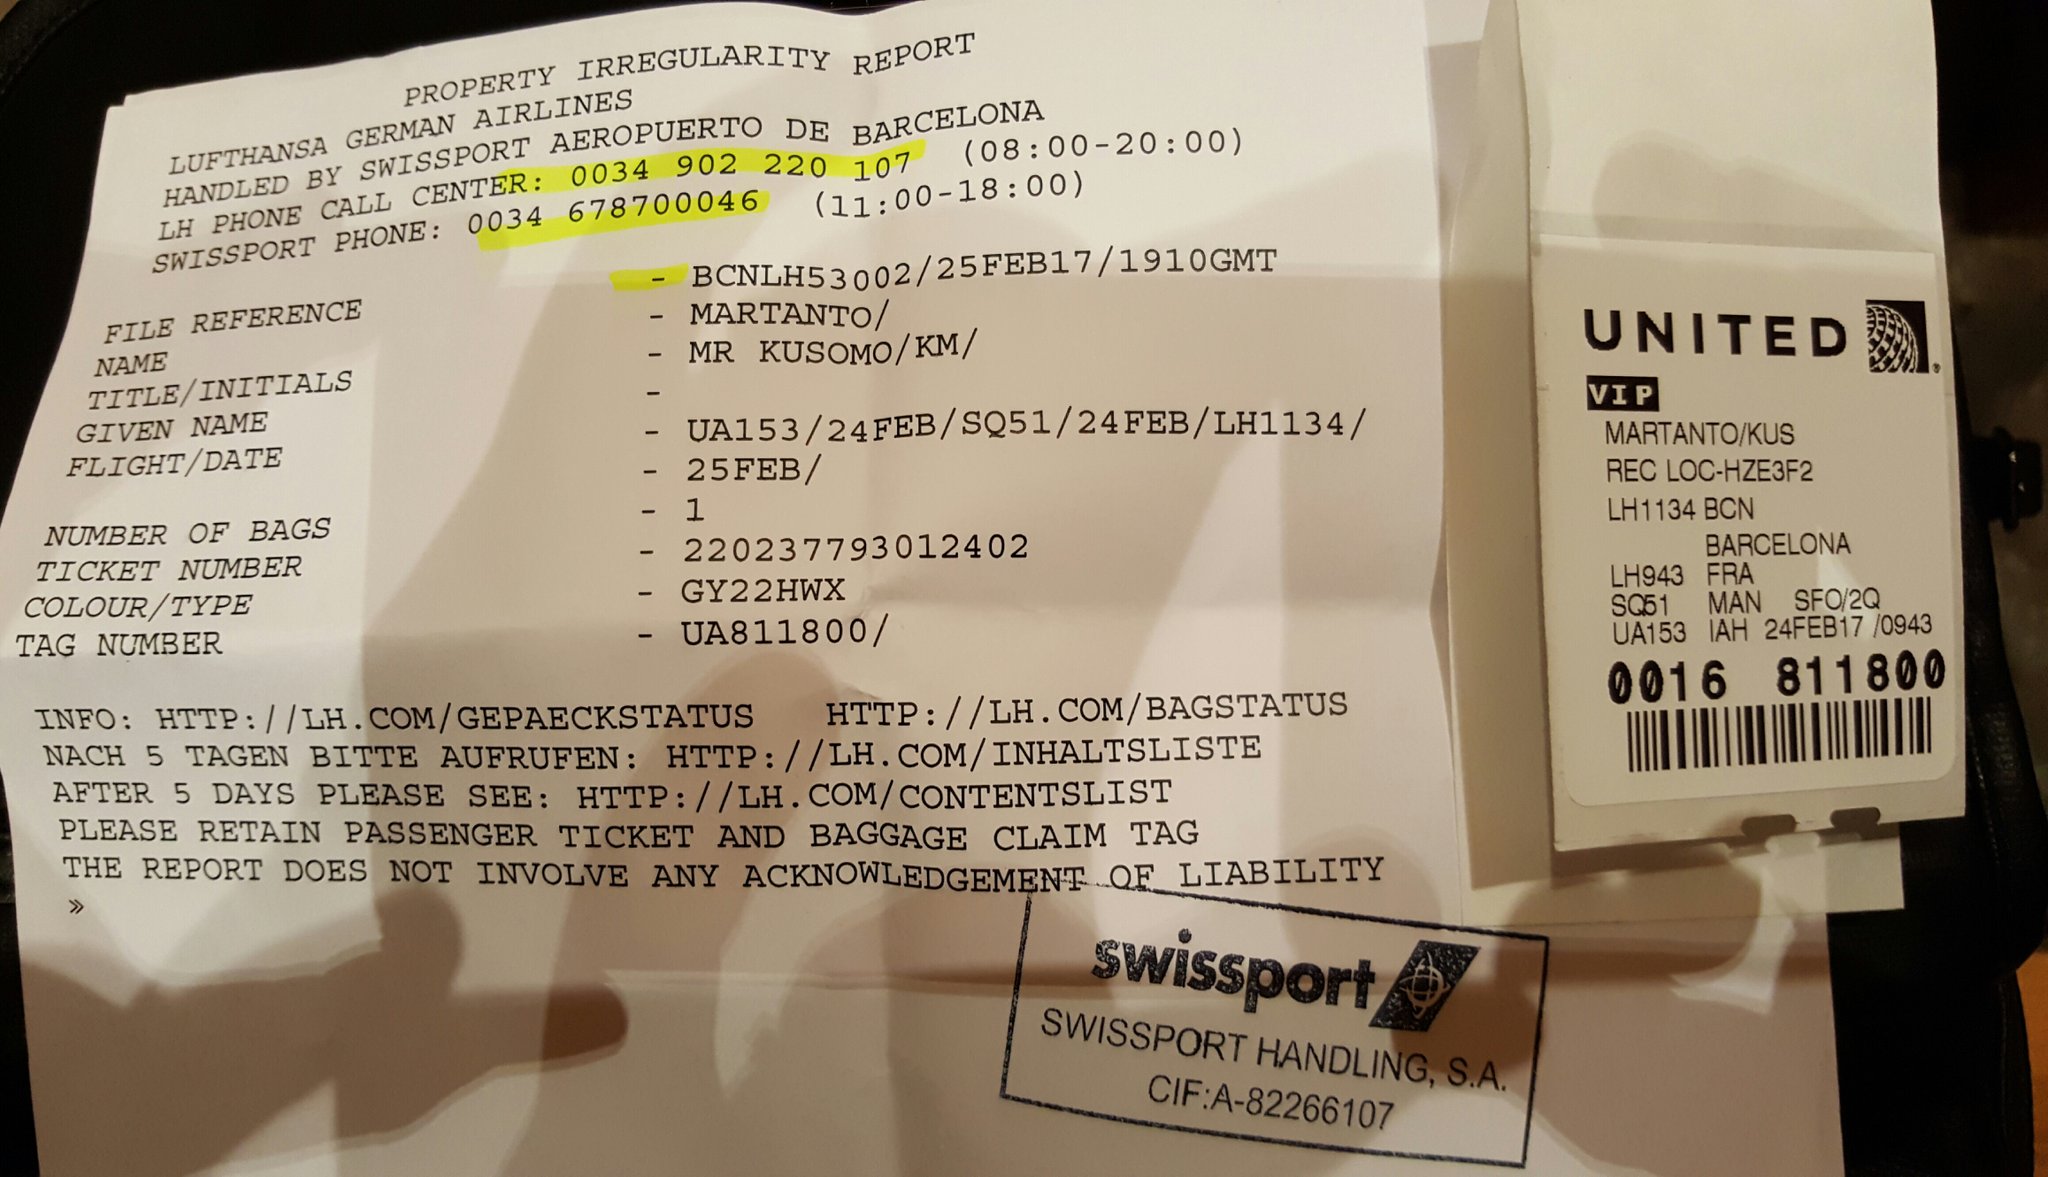 PROPERTY IRREGULARITY REPORT
LUFTHANSA GERMAN AIRLINES
HANDLED BY SWISSPORT AEROPUERTO DE BARCELONA
LH PHONE CALL CENTER: 0034 902 220 107 (08:00-20:00)
SWISSPORT PHONE: 0034 678700046 (11:00-18:00)
FILE REFERENCE - BCNLH53002/25FEB17/1910GMT
NAME - MARTANTO/
TITLE/INITIALS - MR KUSOMO/KM/
GIVEN NAME -
FLIGHT/DATE - UA153/24FEB/SQ51/24FEB/LH1134/
- 25FEB/
NUMBER OF BAGS - 1
TICKET NUMBER - 220237793012402
COLOUR/TYPE - GY22HWX
TAG NUMBER - UA811800/
INFO: HTTP://LH.COM/GEPAECKSTATUS HTTP://LH.COM/BAGSTATUS
NACH 5 TAGEN BITTE AUFRUFEN: HTTP://LH.COM/INHALTSLISTE
AFTER 5 DAYS PLEASE SEE: HTTP://LH.COM/CONTENTSLIST
PLEASE RETAIN PASSENGER TICKET AND BAGGAGE CLAIM TAG
THE REPORT DOES NOT INVOLVE ANY ACKNOWLEDGEMENT OF LIABILITY
»
swissport
SWISSPORT HANDLING, S.A.
CIF:A-82266107
UNITED
VIP
MARTANTO/KUS
REC LOC-HZE3F2
LH1134 BCN
BARCELONA
LH943 FRA
SQ51 MAN SFO/2Q
UA153 IAH 24FEB17 /0943
0016 811800